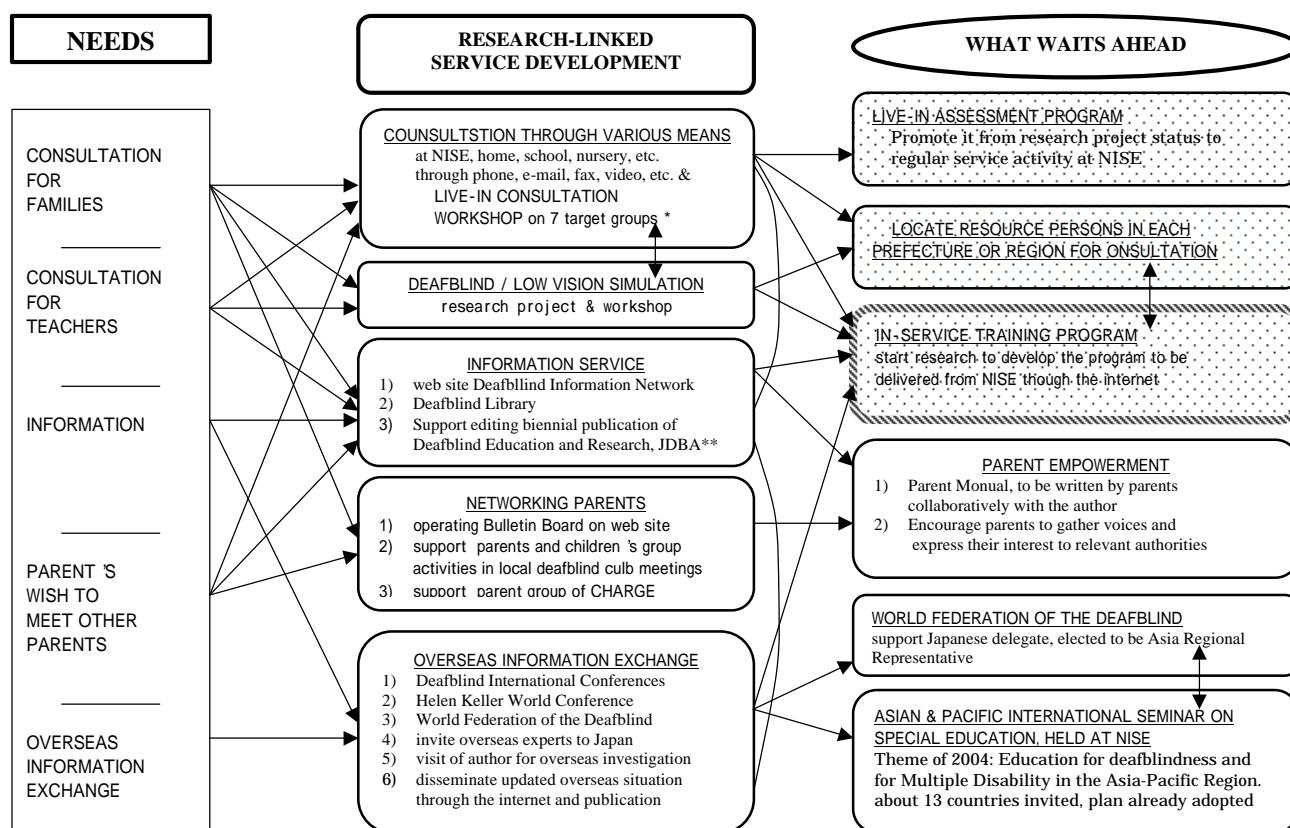 NEEDS
CONSULTATION
FOR
FAMILIES
CONSULTATION
FOR
TEACHERS
INFORMATION
PARENT 'S
WISH TO
MEET OTHER
PARENTS
OVERSEAS
INFORMATION
EXCHANGE
RESEARCH-LINKED
SERVICE DEVELOPMENT
COUNSULTSTION THROUGH VARIOUS MEANS
at NISE, home, school, nursery, etc.
through phone, e-mail, fax, video, etc. &
LIVE-IN CONSULTATION
WORKSHOP on 7 target groups *
DEAFBLIND / LOW VISION SIMULATION
research project & workshop
INFORMATION SERVICE
1) web site Deafbllind Information Network
2) Deafblind Library
3) Support editing biennial publication of
Deafblind Education and Research, JDBA**
NETWORKING PARENTS
1) operating Bulletin Board on web site
2) support parents and children 's group
activities in local deafblind culb meetings
3) support parent group of CHARGE
OVERSEAS INFORMATION EXCHANGE
1) Deafblind International Conferences
2) Helen Keller World Conference
3) World Federation of the Deafblind
4) invite overseas experts to Japan
5) visit of author for overseas investigation
6) disseminate updated overseas situation
through the internet and publication
WHAT WAITS AHEAD
LIVE-IN ASSESSMENT PROGRAM
Promote it from research project status to
regular service activity at NISE
LOCATE RESOURCE PERSONS IN EACH
PREFECTURE OR REGION FOR ONSULTATION
IN-SERVICE TRAINING PROGRAM
start research to develop the program to be
delivered from NISE though the internet
PARENT EMPOWERMENT
1) Parent Monual, to be written by parents
collaboratively with the author
2) Encourage parents to gather voices and
express their interest to relevant authorities
WORLD FEDERATION OF THE DEAFBLIND
support Japanese delegate, elected to be Asia Regional
Representative
ASIAN & PACIFIC INTERNATIONAL SEMINAR ON
SPECIAL EDUCATION, HELD AT NISE
Theme of 2004: Education for deafblindness and
for Multiple Disability in the Asia-Pacific Region.
about 13 countries invited, plan already adopted